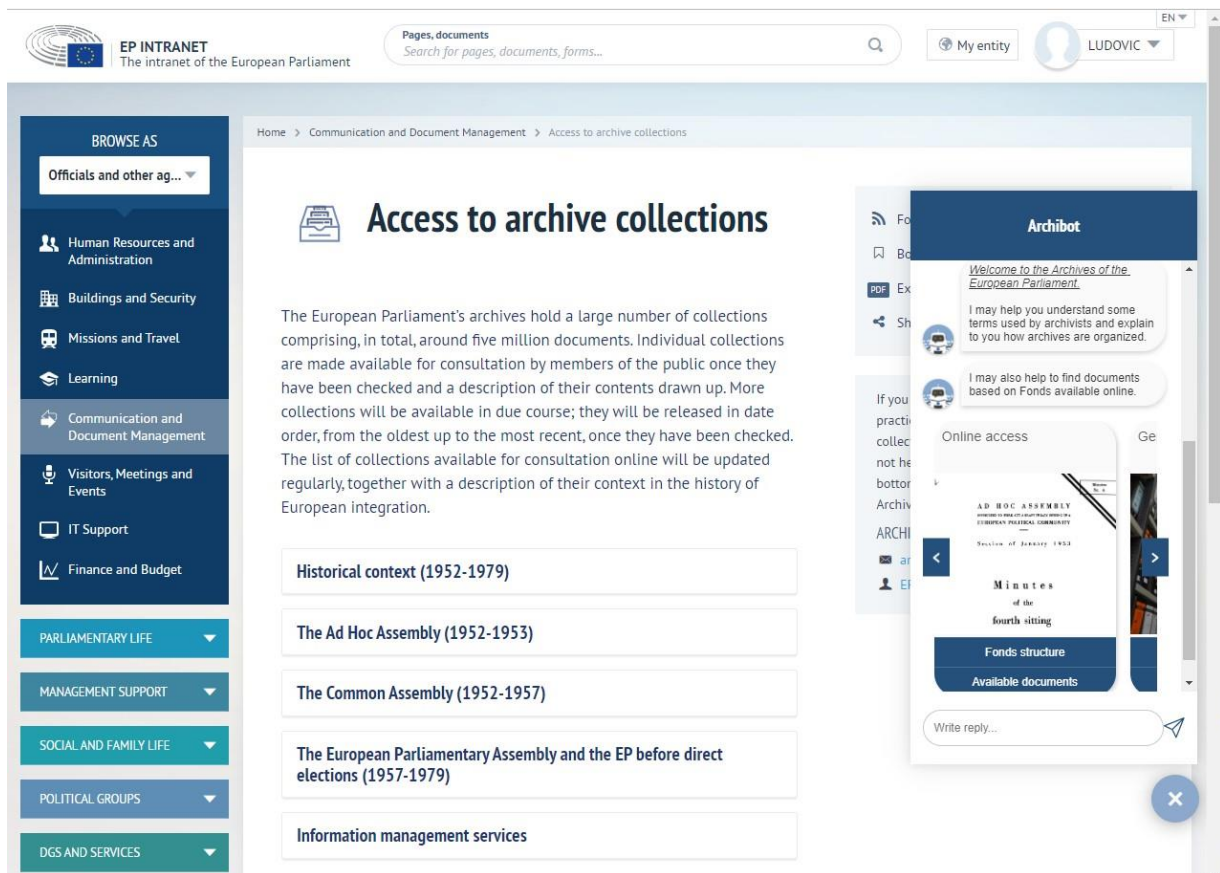 EN
EP INTRANET
The intranet of the European Parliament
Pages, documents
Search for pages, documents, forms...
My entity
LUDOVIC
BROWSE AS
Officials and other ag...
Human Resources and
Administration
Buildings and Security
Missions and Travel
Learning
Communication and
Document Management
Visitors, Meetings and
Events
IT Support
Finance and Budget
PARLIAMENTARY LIFE
MANAGEMENT SUPPORT
SOCIAL AND FAMILY LIFE
POLITICAL GROUPS
DGS AND SERVICES
Home > Communication and Document Management > Access to archive collections
Access to archive collections
The European Parliament's archives hold a large number of collections
comprising, in total, around five million documents. Individual collections
are made available for consultation by members of the public once they
have been checked and a description of their contents drawn up. More
collections will be available in due course; they will be released in date
order, from the oldest up to the most recent, once they have been checked.
The list of collections available for consultation online will be updated
regularly, together with a description of their context in the history of
European integration.
Historical context (1952-1979)
The Ad Hoc Assembly (1952-1953)
The Common Assembly (1952-1957)
The European Parliamentary Assembly and the EP before direct
elections (1957-1979)
Information management services
Fo
Bo
PDF Ex
Sh
If you
practi
collec
not he
bottor
Archiv
ARCHI
ar
EF
Archibot
Welcome to the Archives of the
European Parliament.
I may help you understand some
terms used by archivists and explain
to you how archives are organized.
I may also help to find documents
based on Fonds available online.
Online access
Ge
AD HOC ASSEMBLY
EUROPEAN POLITICAL COMMUNITY
Session of January 1953
Minutes
of the
fourth sitting
Fonds structure
Available documents
Write reply...